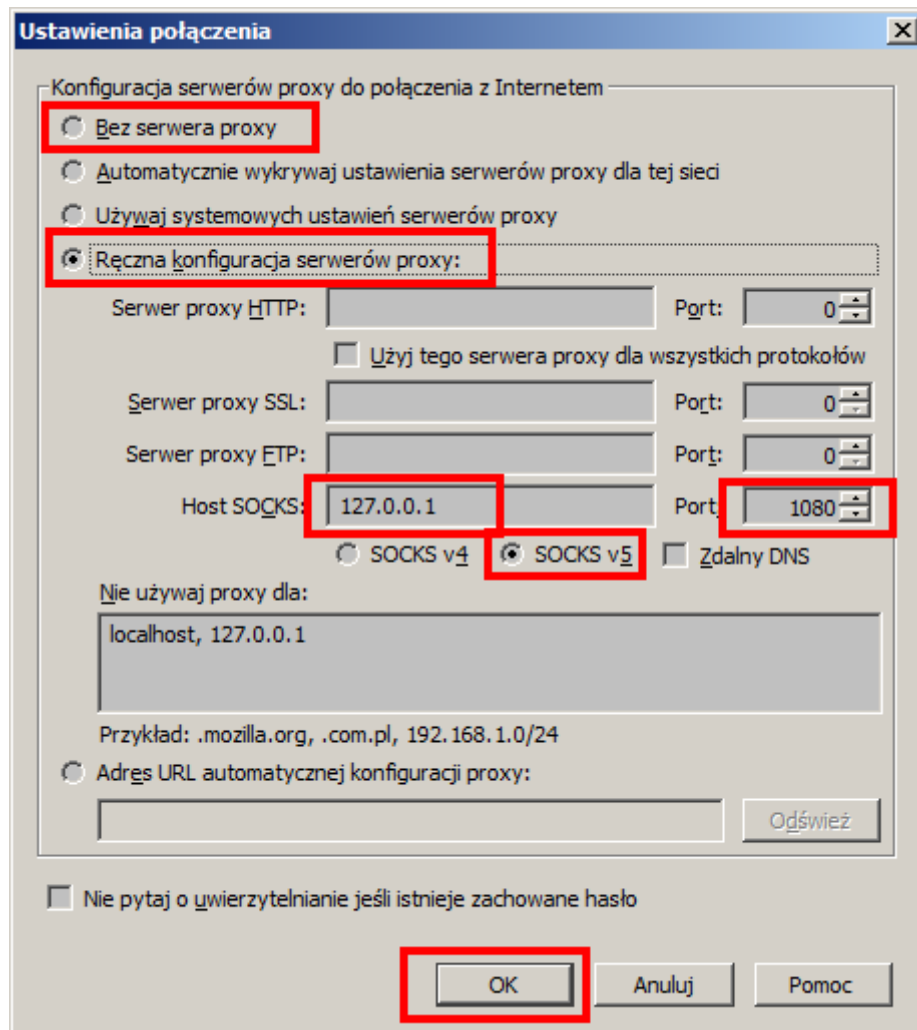 Ustawienia połączenia
Konfiguracja serwerów proxy do połączenia z Internetem
Bez serwera proxy
Automatycznie wykrywaj ustawienia serwerów proxy dla tej sieci
Używaj systemowych ustawień serwerów proxy
Ręczna konfiguracja serwerów proxy:
Serwer proxy HTTP: Port: 0
Użyj tego serwera proxy dla wszystkich protokołów
Serwer proxy SSL: Port: 0
Serwer proxy FTP: Port: 0
Host SOCKS: 127.0.0.1 Port: 1080
SOCKS v4 SOCKS v5 Zdalny DNS
Nie używaj proxy dla:
localhost, 127.0.0.1
Przykład: .mozilla.org, .com.pl, 192.168.1.0/24
Adres URL automatycznej konfiguracji proxy:
Odśwież
Nie pytaj o uwierzytelnianie jeśli istnieje zachowane hasło
OK Anuluj Pomoc